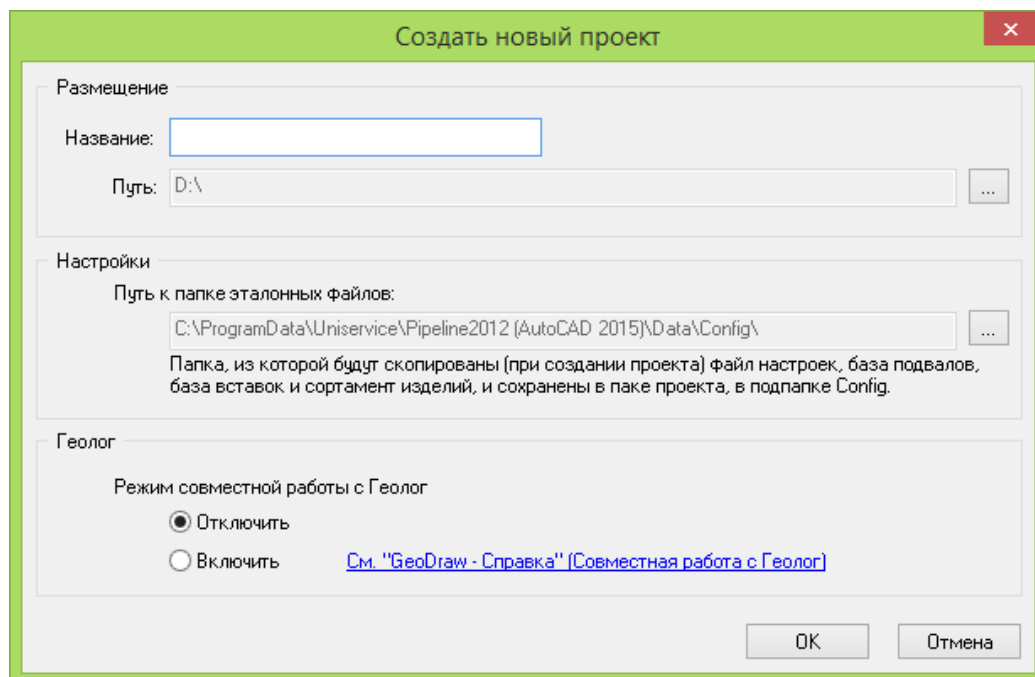 Создать новый проект
Размещение
Название:
Путь: D:\ ...
Настройки
Путь к папке эталонных файлов:
C:\ProgramData\Uniservice\Pipeline2012 (AutoCAD 2015)\Data\Config\ ...
Папка, из которой будут скопированы (при создании проекта) файл настроек, база подвалов,
база вставок и сортамент изделий, и сохранены в паке проекта, в подпапке Config.
Геолог
Режим совместной работы с Геолог
Отключить
Включить См. "GeoDraw - Справка" (Совместная работа с Геолог)
OK Отмена